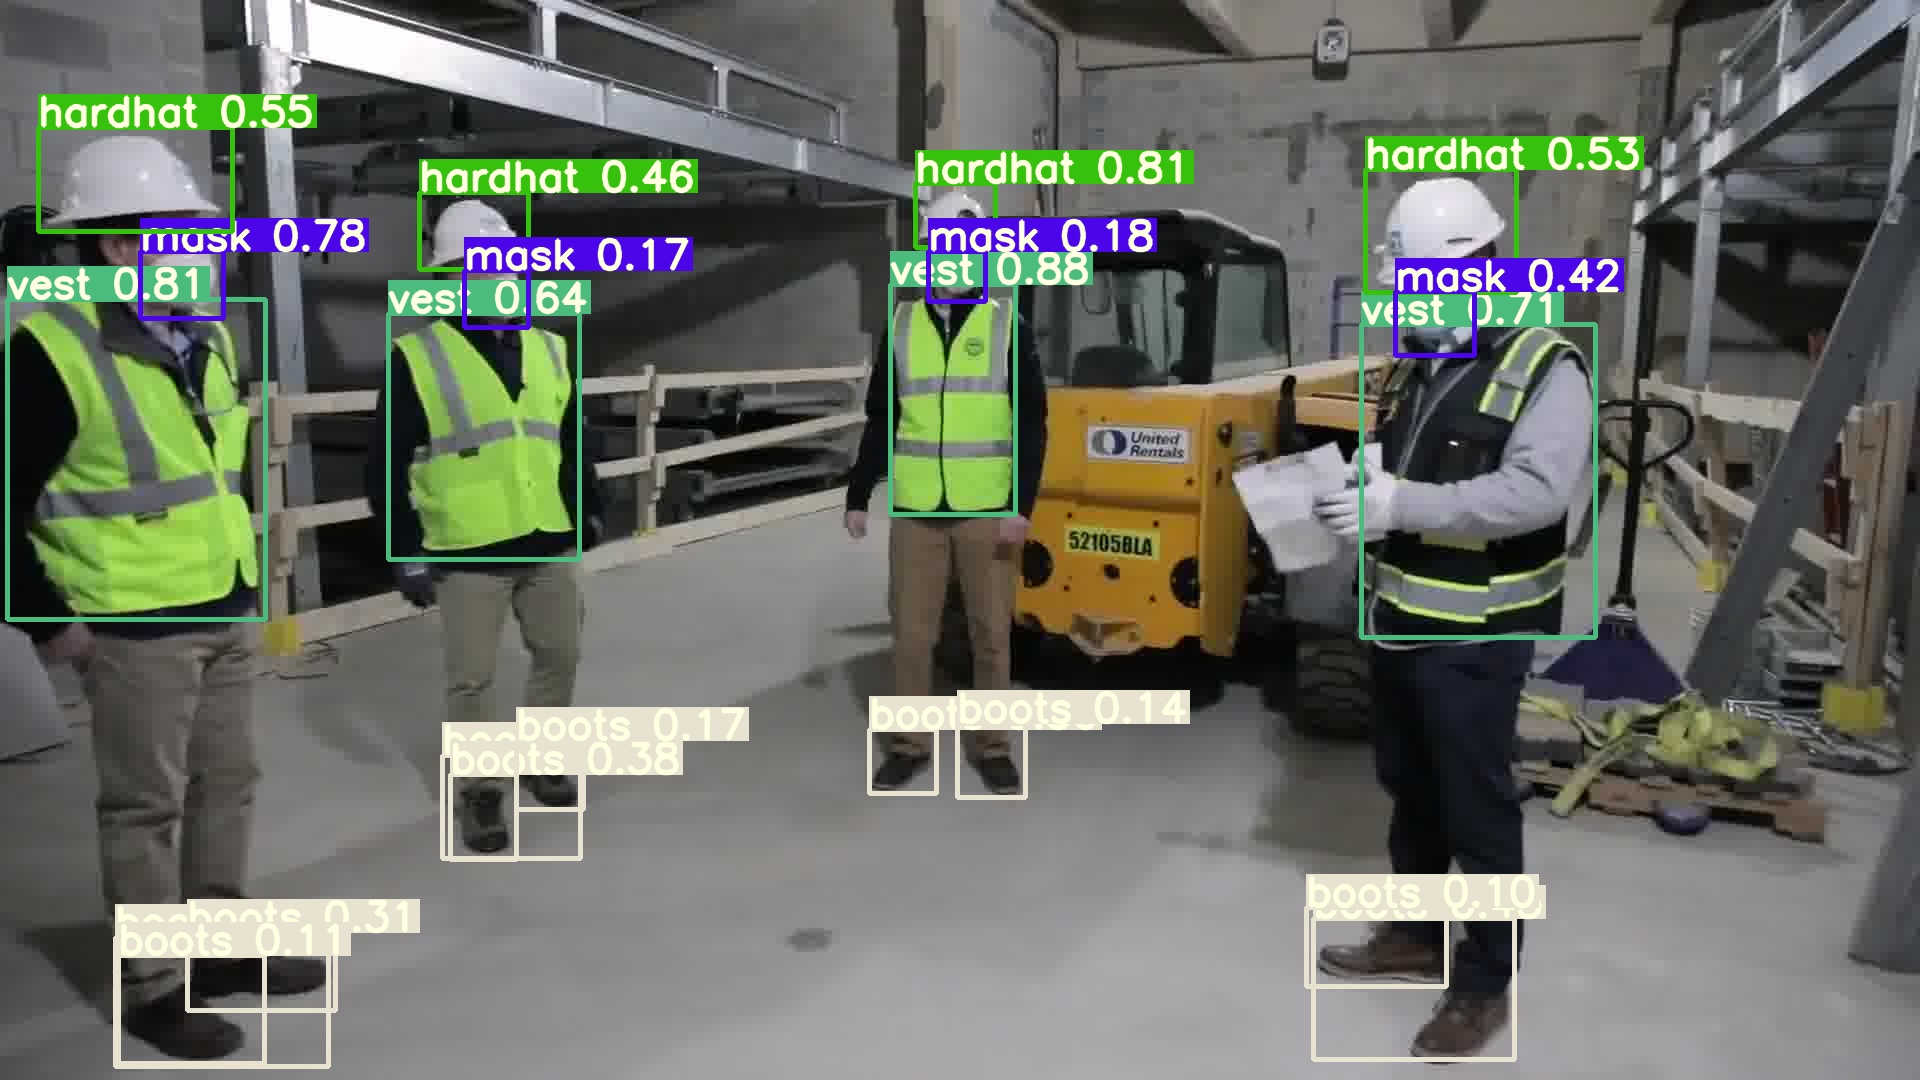 hardhat 0.55
hardhat 0.46
hardhat 0.81
hardhat 0.53
mask 0.78
mask 0.17
mask 0.18
mask 0.42
vest 0.81
vest 0.64
vest 0.88
vest 0.71
United
Rentals
52105BLA
boots 0.17
boots 0.38
boots 0.14
boots 0.31
boots 0.11
boots 0.10